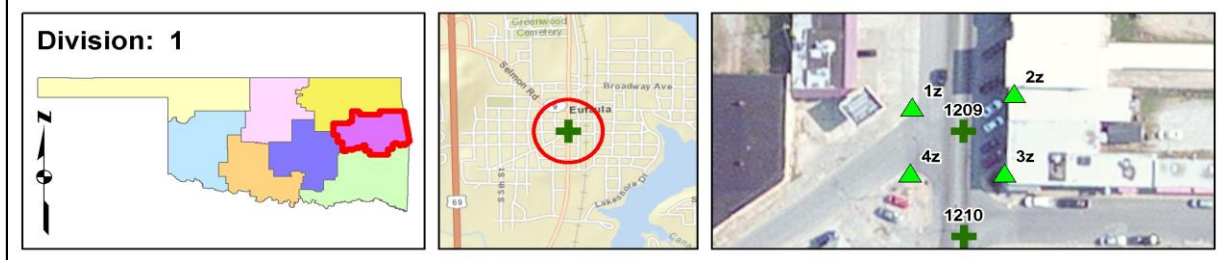 Division: 1
N
Greenwood
Cemetery
Selmon Rd
Broadway Ave
Eufaula
S 5th St
Lakeshore Dr
69
1z
2z
1209
4z
3z
1210